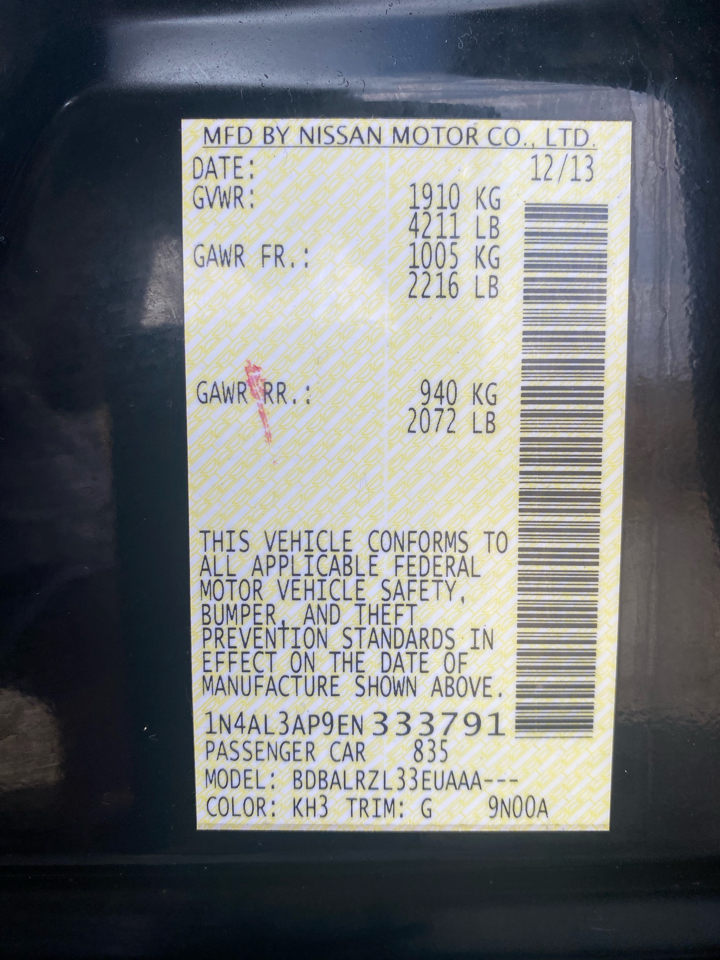 MFD BY NISSAN MOTOR CO., LTD.
DATE: 12/13
GVWR: 1910 KG
4211 LB
GAWR FR.: 1005 KG
2216 LB
GAWR RR.: 940 KG
2072 LB
THIS VEHICLE CONFORMS TO
ALL APPLICABLE FEDERAL
MOTOR VEHICLE SAFETY,
BUMPER, AND THEFT
PREVENTION STANDARDS IN
EFFECT ON THE DATE OF
MANUFACTURE SHOWN ABOVE.
1N4AL3AP9EN333791
PASSENGER CAR 835
MODEL: BDBALRZL33EUAAA---
COLOR: KH3 TRIM: G 9N00A